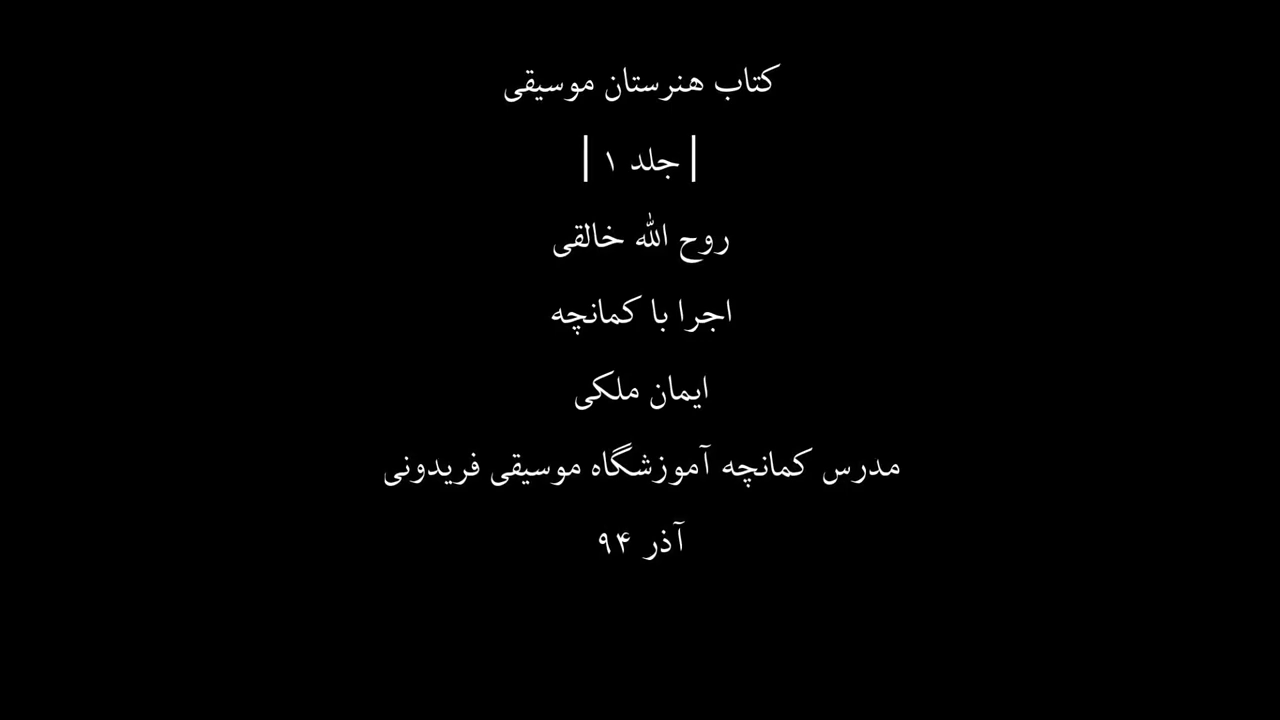 کتاب هنرستان موسیقی
| جلد ۱ |
روح الله خالقی
اجرا با کمانچه
ایمان ملکی
مدرس کمانچه آموزشگاه موسیقی فریدونی
آذر ۹۴